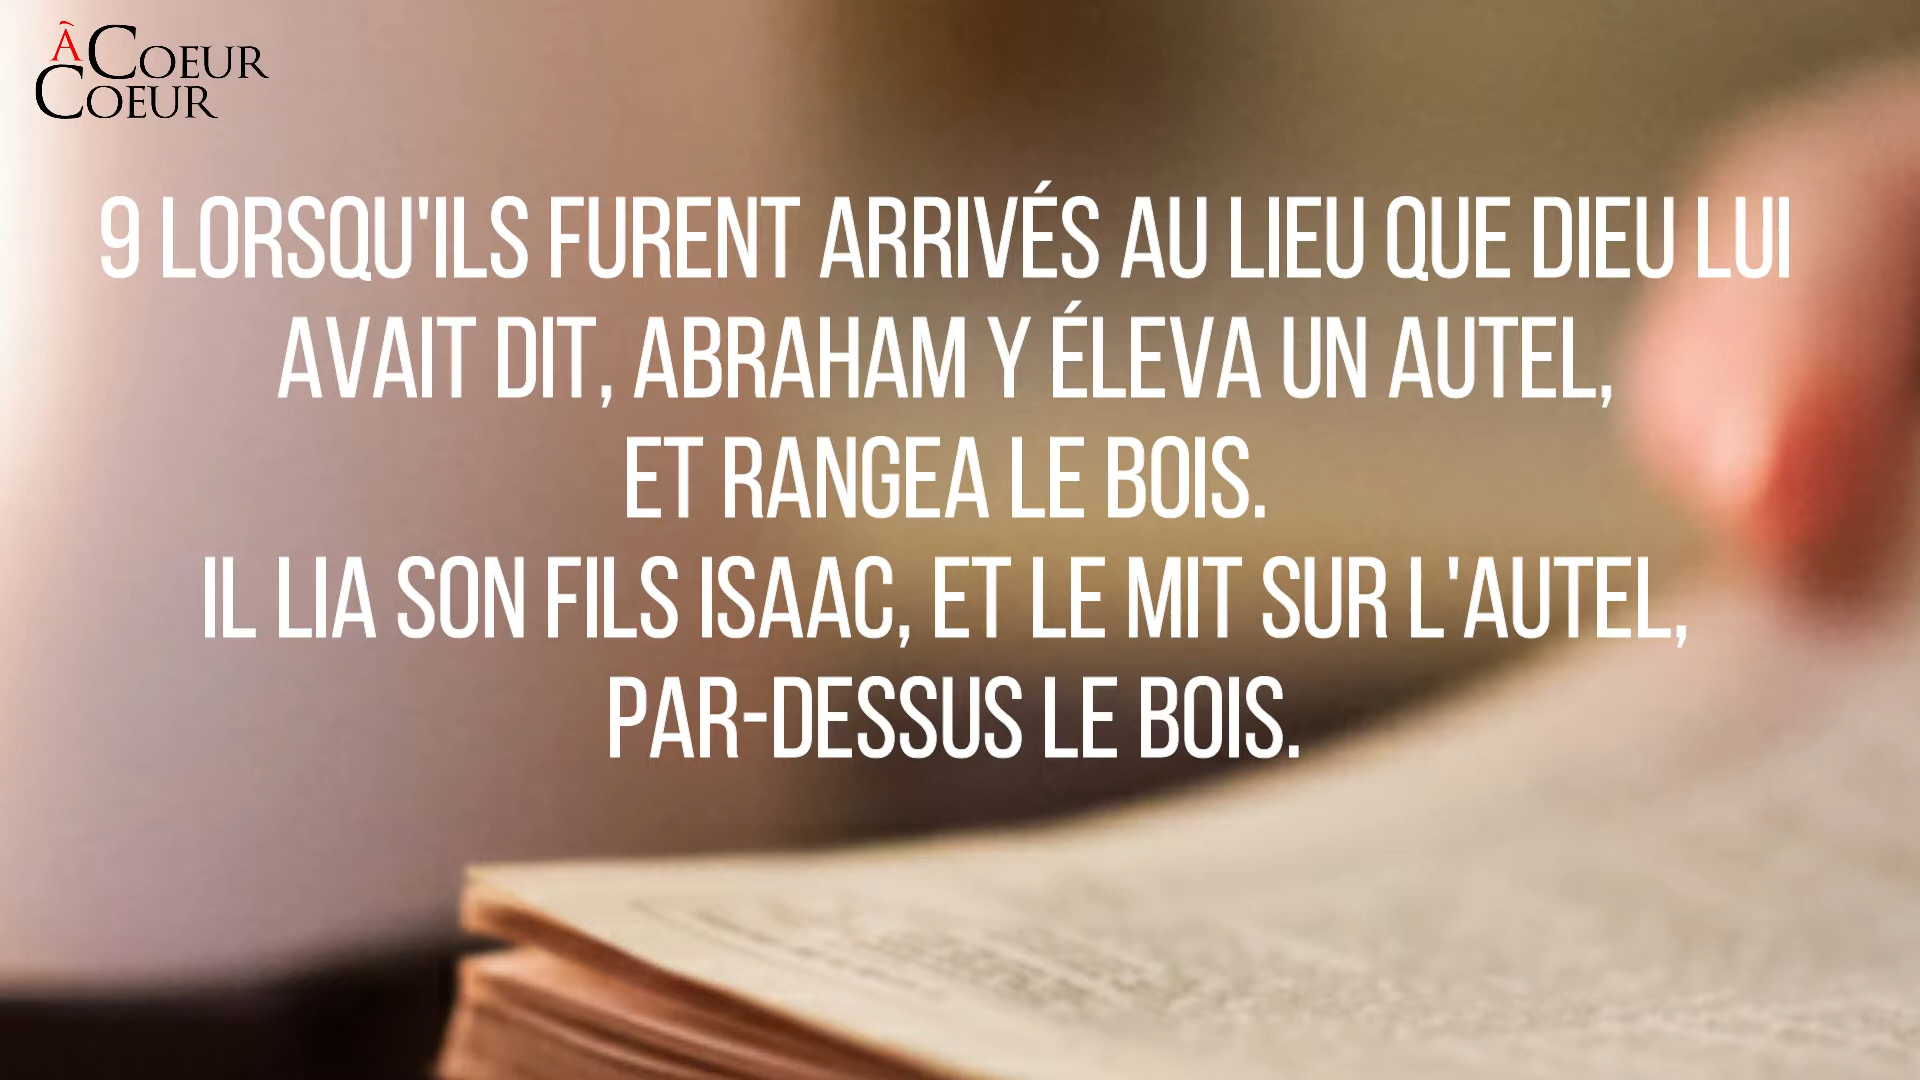 À COEUR
COEUR
9 LORSQU'ILS FURENT ARRIVÉS AU LIEU QUE DIEU LUI
AVAIT DIT, ABRAHAM Y ÉLEVA UN AUTEL,
ET RANGEA LE BOIS.
IL LIA SON FILS ISAAC, ET LE MIT SUR L'AUTEL,
PAR-DESSUS LE BOIS.